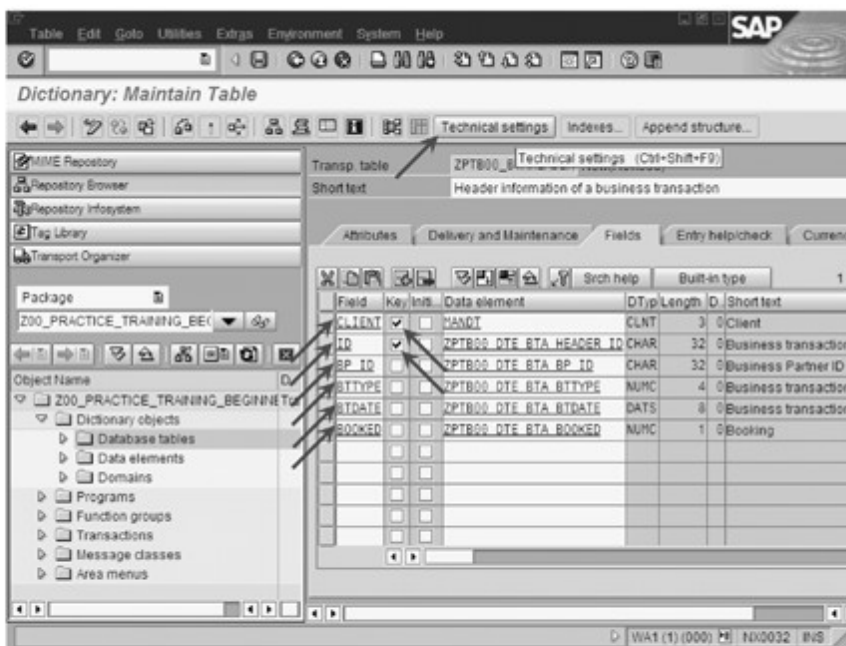 Table Edit Goto Utilities Extras Environment System Help
SAP
Dictionary: Maintain Table
Technical settings Indexes... Append structure...
MIME Repository
Repository Browser
Repository Infosystem
Tag Library
Transport Organizer
Package
Z00_PRACTICE_TRAINING_BE
Object Name D
Z00_PRACTICE_TRAINING_BEGINNE
Dictionary objects
Database tables
Data elements
Domains
Programs
Function groups
Transactions
Message classes
Area menus
Transp. table
Technical settings (Ctrl+Shift+F9)
Short text Header information of a business transaction
Attributes Delivery and Maintenance Fields Entry help/check Curren
Srch help Built-in type 1
Field Key Initi... Data element DTyp Length D... Short text
CLIENT MANDT CLNT 3 0 Client
ID ZPTB00_DTE_BTA_HEADER_ID CHAR 32 0 Business transaction
BP_ID ZPTB00_DTE_BTA_BP_ID CHAR 32 0 Business Partner ID
BTTYPE ZPTB00_DTE_BTA_BTTYPE NUMC 4 0 Business transaction
BTDATE ZPTB00_DTE_BTA_BTDATE DATS 8 0 Business transaction
BOOKED ZPTB00_DTE_BTA_BOOKED NUMC 1 0 Booking
WA1 (1) (000) NX0032 INS